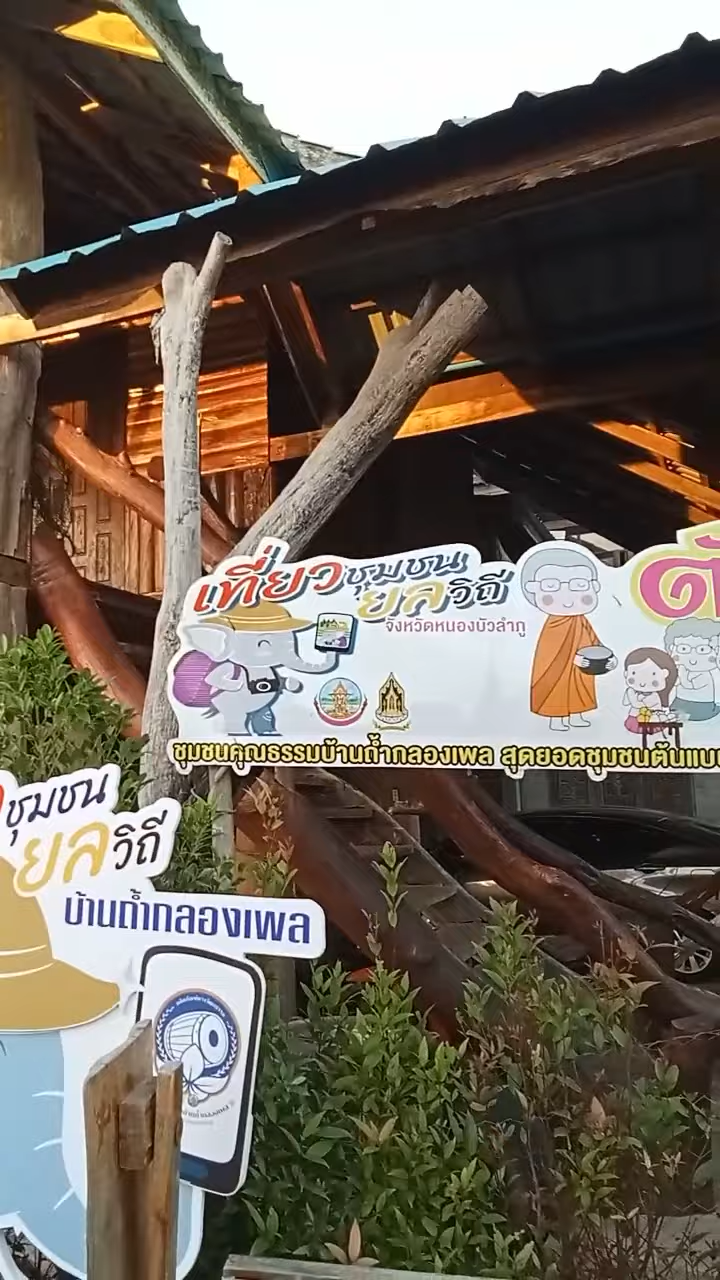 เที่ยวชุมชน
ยลวิถี
จังหวัดหนองบัวลำภู
ชุมชนคุณธรรมบ้านถ้ำกลองเพล สุดยอดชุมชนต้นแบบ
ชุมชน
ยลวิถี
บ้านถ้ำกลองเพล